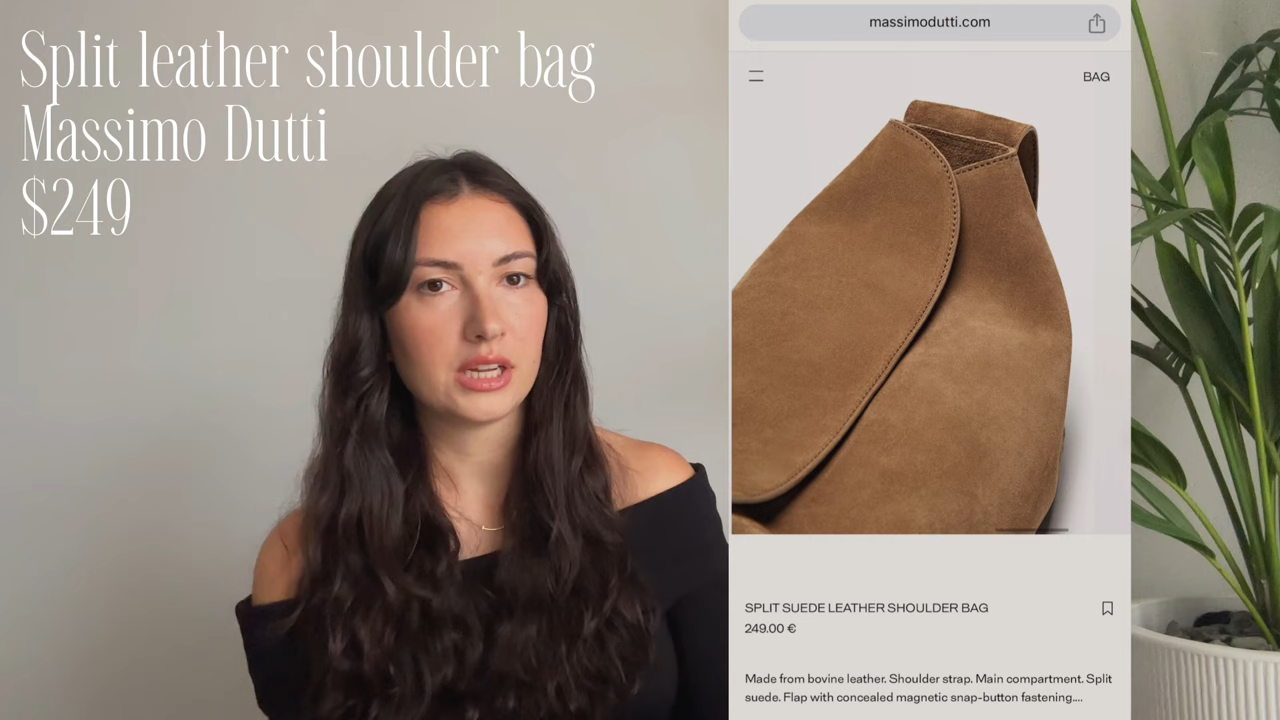 Split leather shoulder bag
Massimo Dutti
$249
massimodutti.com
BAG
SPLIT SUEDE LEATHER SHOULDER BAG
249.00 €
Made from bovine leather. Shoulder strap. Main compartment. Split
suede. Flap with concealed magnetic snap-button fastening....